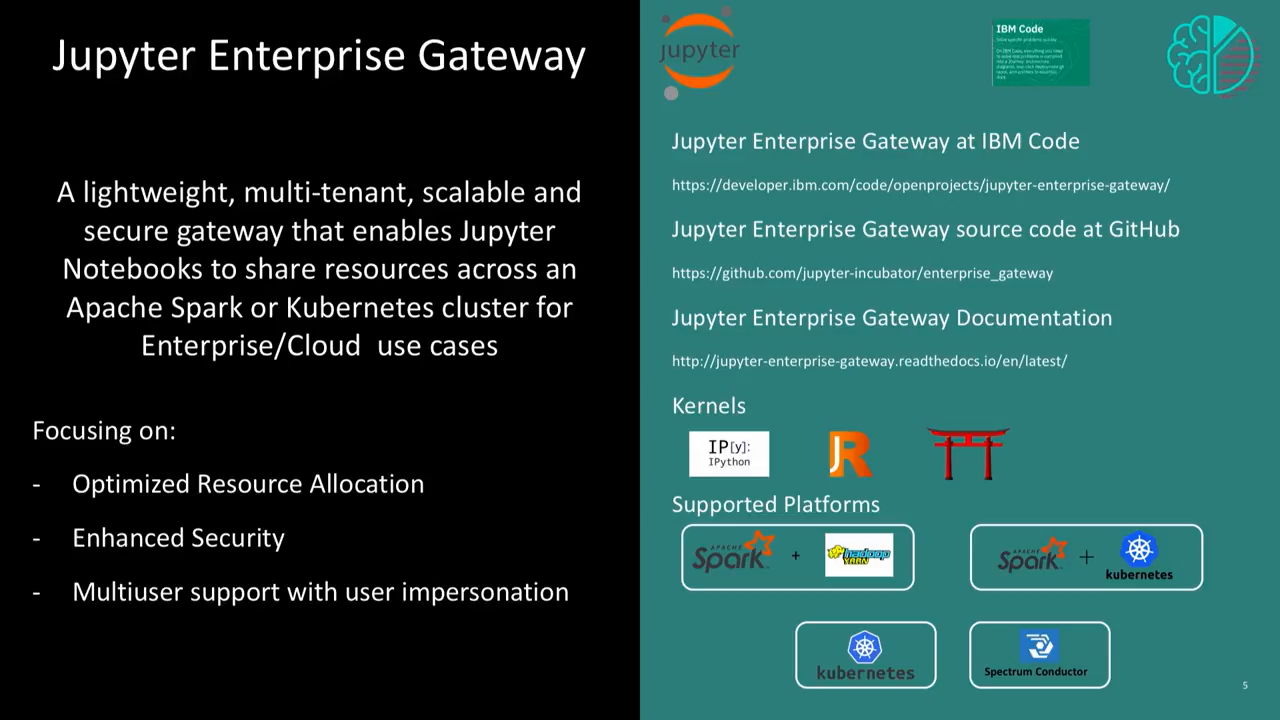 Jupyter Enterprise Gateway
A lightweight, multi-tenant, scalable and
secure gateway that enables Jupyter
Notebooks to share resources across an
Apache Spark or Kubernetes cluster for
Enterprise/Cloud  use cases
Focusing on:
- Optimized Resource Allocation
- Enhanced Security
- Multiuser support with user impersonation
jupyter
IBM Code
Jupyter Enterprise Gateway at IBM Code
https://developer.ibm.com/code/openprojects/jupyter-enterprise-gateway/
Jupyter Enterprise Gateway source code at GitHub
https://github.com/jupyter-incubator/enterprise_gateway
Jupyter Enterprise Gateway Documentation
http://jupyter-enterprise-gateway.readthedocs.io/en/latest/
Kernels
IP[y]:
IPython
JR
Supported Platforms
APACHE
Spark
+
hadoop
YARN
APACHE
Spark
+
kubernetes
kubernetes
Spectrum Conductor
5